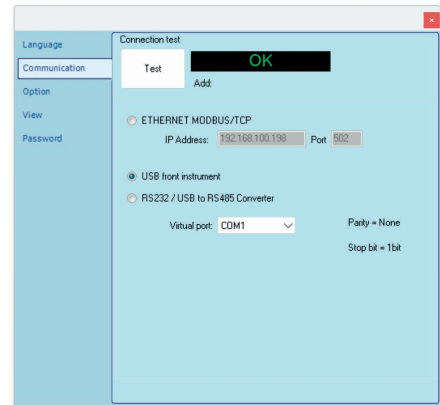 Language
Communication
Option
View
Password
Connection test
Test
OK
Add:
ETHERNET MODBUS/TCP
IP Address: 192.168.100.198 Port 502
USB front instrument
RS232 / USB to RS485 Converter
Virtual port: COM1
Parity = None
Stop bit = 1bit